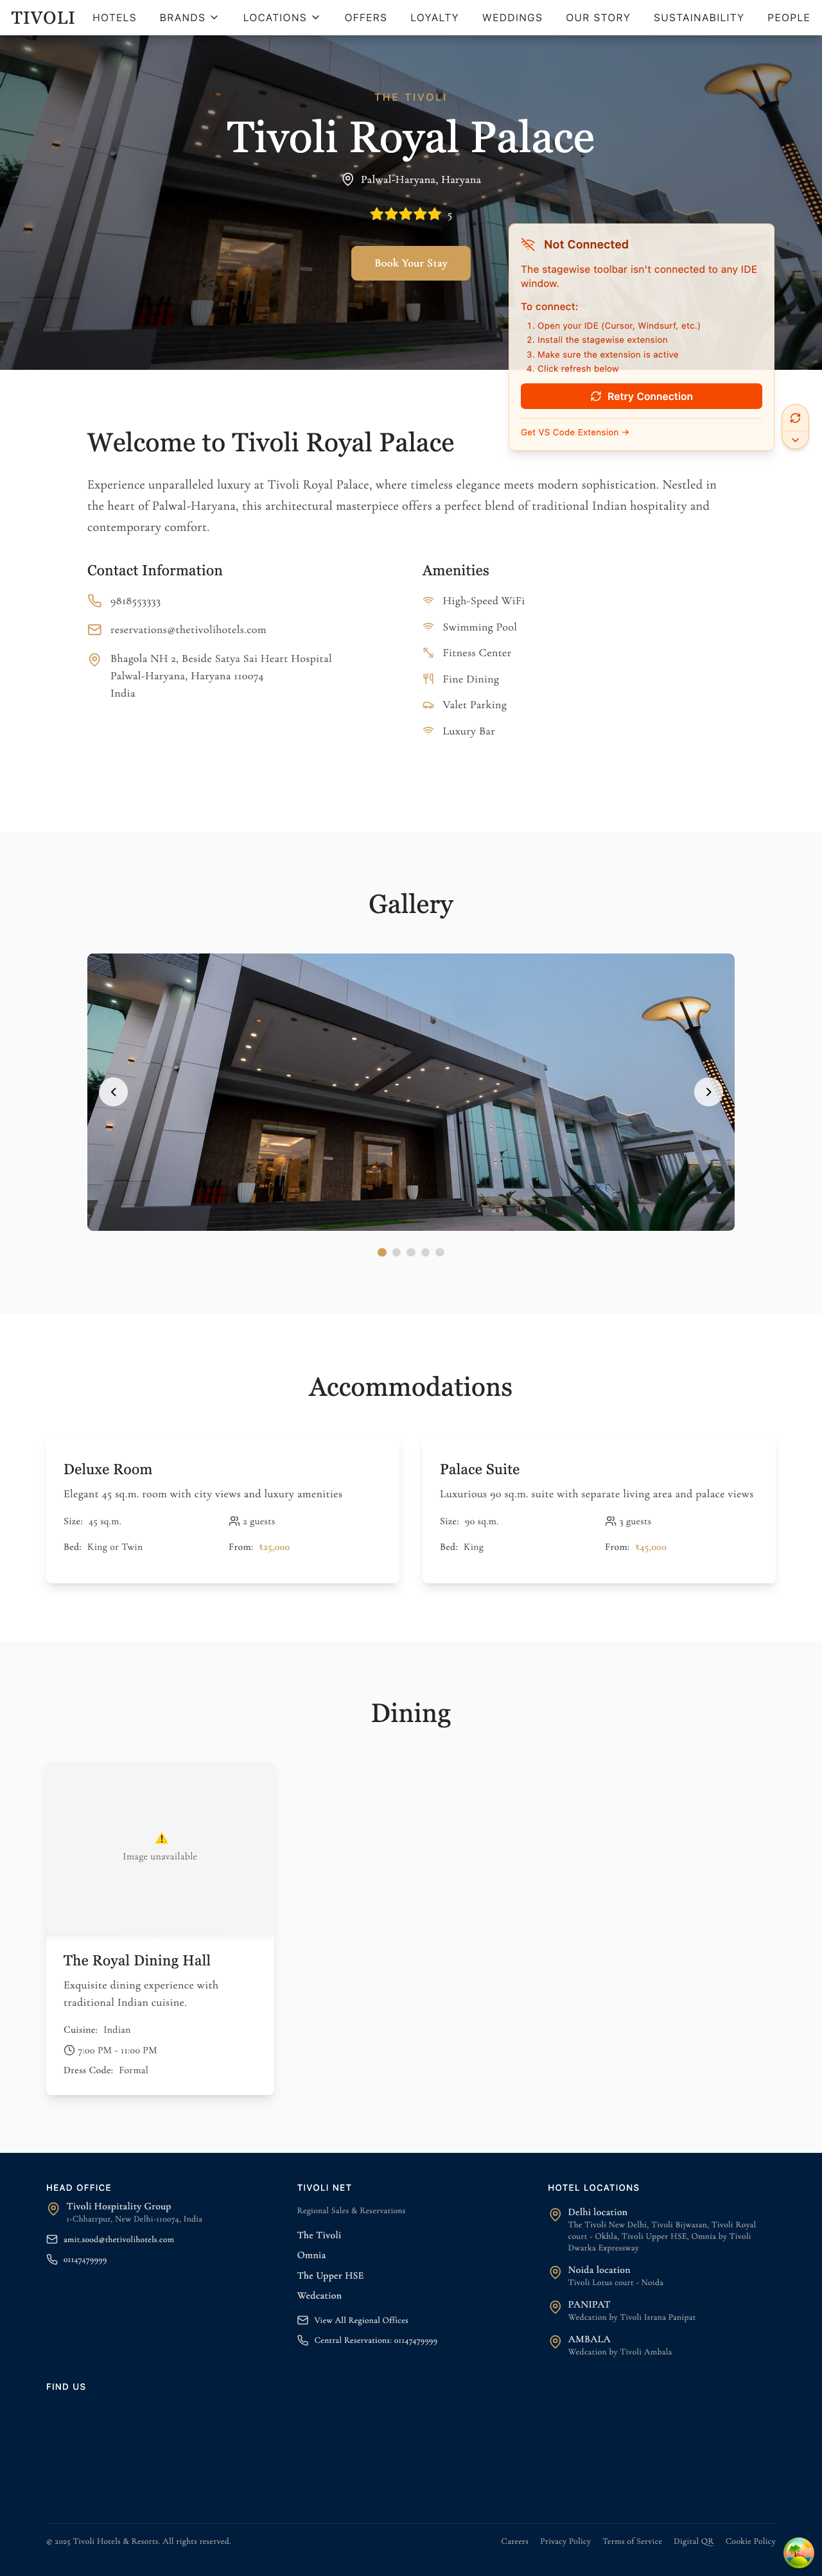 TIVOLI HOTELS BRANDS LOCATIONS OFFERS LOYALTY WEDDINGS OUR STORY SUSTAINABILITY PEOPLE
THE TIVOLI
Tivoli Royal Palace
Palwal-Haryana, Haryana
5
Book Your Stay
Not Connected
The stagewise toolbar isn't connected to any IDE
window.
To connect:
1. Open your IDE (Cursor, Windsurf, etc.)
2. Install the stagewise extension
3. Make sure the extension is active
4. Click refresh below
Retry Connection
Get VS Code Extension →
Welcome to Tivoli Royal Palace
Experience unparalleled luxury at Tivoli Royal Palace, where timeless elegance meets modern sophistication. Nestled in
the heart of Palwal-Haryana, this architectural masterpiece offers a perfect blend of traditional Indian hospitality and
contemporary comfort.
Contact Information
9818553333
reservations@thetivolihotels.com
Bhagola NH 2, Beside Satya Sai Heart Hospital
Palwal-Haryana, Haryana 110074
India
Amenities
High-Speed WiFi
Swimming Pool
Fitness Center
Fine Dining
Valet Parking
Luxury Bar
Gallery
Accommodations
Deluxe Room
Elegant 45 sq.m. room with city views and luxury amenities
Size: 45 sq.m. 2 guests
Bed: King or Twin From: ₹25,000
Palace Suite
Luxurious 90 sq.m. suite with separate living area and palace views
Size: 90 sq.m. 3 guests
Bed: King From: ₹45,000
Dining
Image unavailable
The Royal Dining Hall
Exquisite dining experience with
traditional Indian cuisine.
Cuisine: Indian
7:00 PM - 11:00 PM
Dress Code: Formal
HEAD OFFICE
Tivoli Hospitality Group
1-Chhatrpur, New Delhi-110074, India
amit.sood@thetivolihotels.com
01147479999
TIVOLI NET
Regional Sales & Reservations
The Tivoli
Omnia
The Upper HSE
Wedcation
View All Regional Offices
Central Reservations: 01147479999
HOTEL LOCATIONS
Delhi location
The Tivoli New Delhi, Tivoli Bijwasan, Tivoli Royal
court - Okhla, Tivoli Upper HSE, Omnia by Tivoli
Dwarka Expressway
Noida location
Tivoli Lotus court - Noida
PANIPAT
Wedcation by Tivoli Israna Panipat
AMBALA
Wedcation by Tivoli Ambala
FIND US
© 2025 Tivoli Hotels & Resorts. All rights reserved.
Careers Privacy Policy Terms of Service Digital QR Cookie Policy